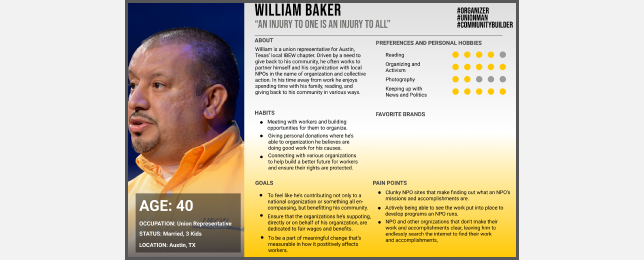 WILLIAM BAKER
"AN INJURY TO ONE IS AN INJURY TO ALL"
#ORGANIZER
#UNIONMAN
#COMMUNITYBUILDER
ABOUT
William is a union representative for Austin,
Texas' local IBEW chapter. Driven by a need to
give back to his community, he often works to
partner himself and his organization with local
NPOs in the name of organization and collective
action. In his time away from work he enjoys
spending time with his family, reading, and
giving back to his community in various ways.
PREFERENCES AND PERSONAL HOBBIES
Reading
Organizing and
Activism
Photography
Keeping up with
News and Politics
HABITS
Meeting with workers and building
opportunities for them to organize.
Giving personal donations where he's
able to organization he believes are
doing good work for his causes.
Connecting with various organizations
to help build a better future for workers
and ensure their rights are protected.
FAVORITE BRANDS
GOALS
To feel like he's contributing not only to a
national organization or something all en-
compassing, but benefitting his community.
Ensure that the organizations he's supporting,
directly or on behalf of his organization, are
dedicated to fair wages and benefits.
To be a part of meaningful change that's
measurable in how it positively affects
workers.
PAIN POINTS
Clunky NPO sites that make finding out what an NPO's
missions and accomplishments are.
Actively being able to see the work put into place to
develop programs an NPO runs.
NPO and other orgnizations that don't make their
work and accomplishments clear, leaving him to
endlessly search the internet to find their work
and accomplishments.
AGE: 40
OCCUPATION: Union Representative
STATUS: Married, 3 Kids
LOCATION: Austin, TX